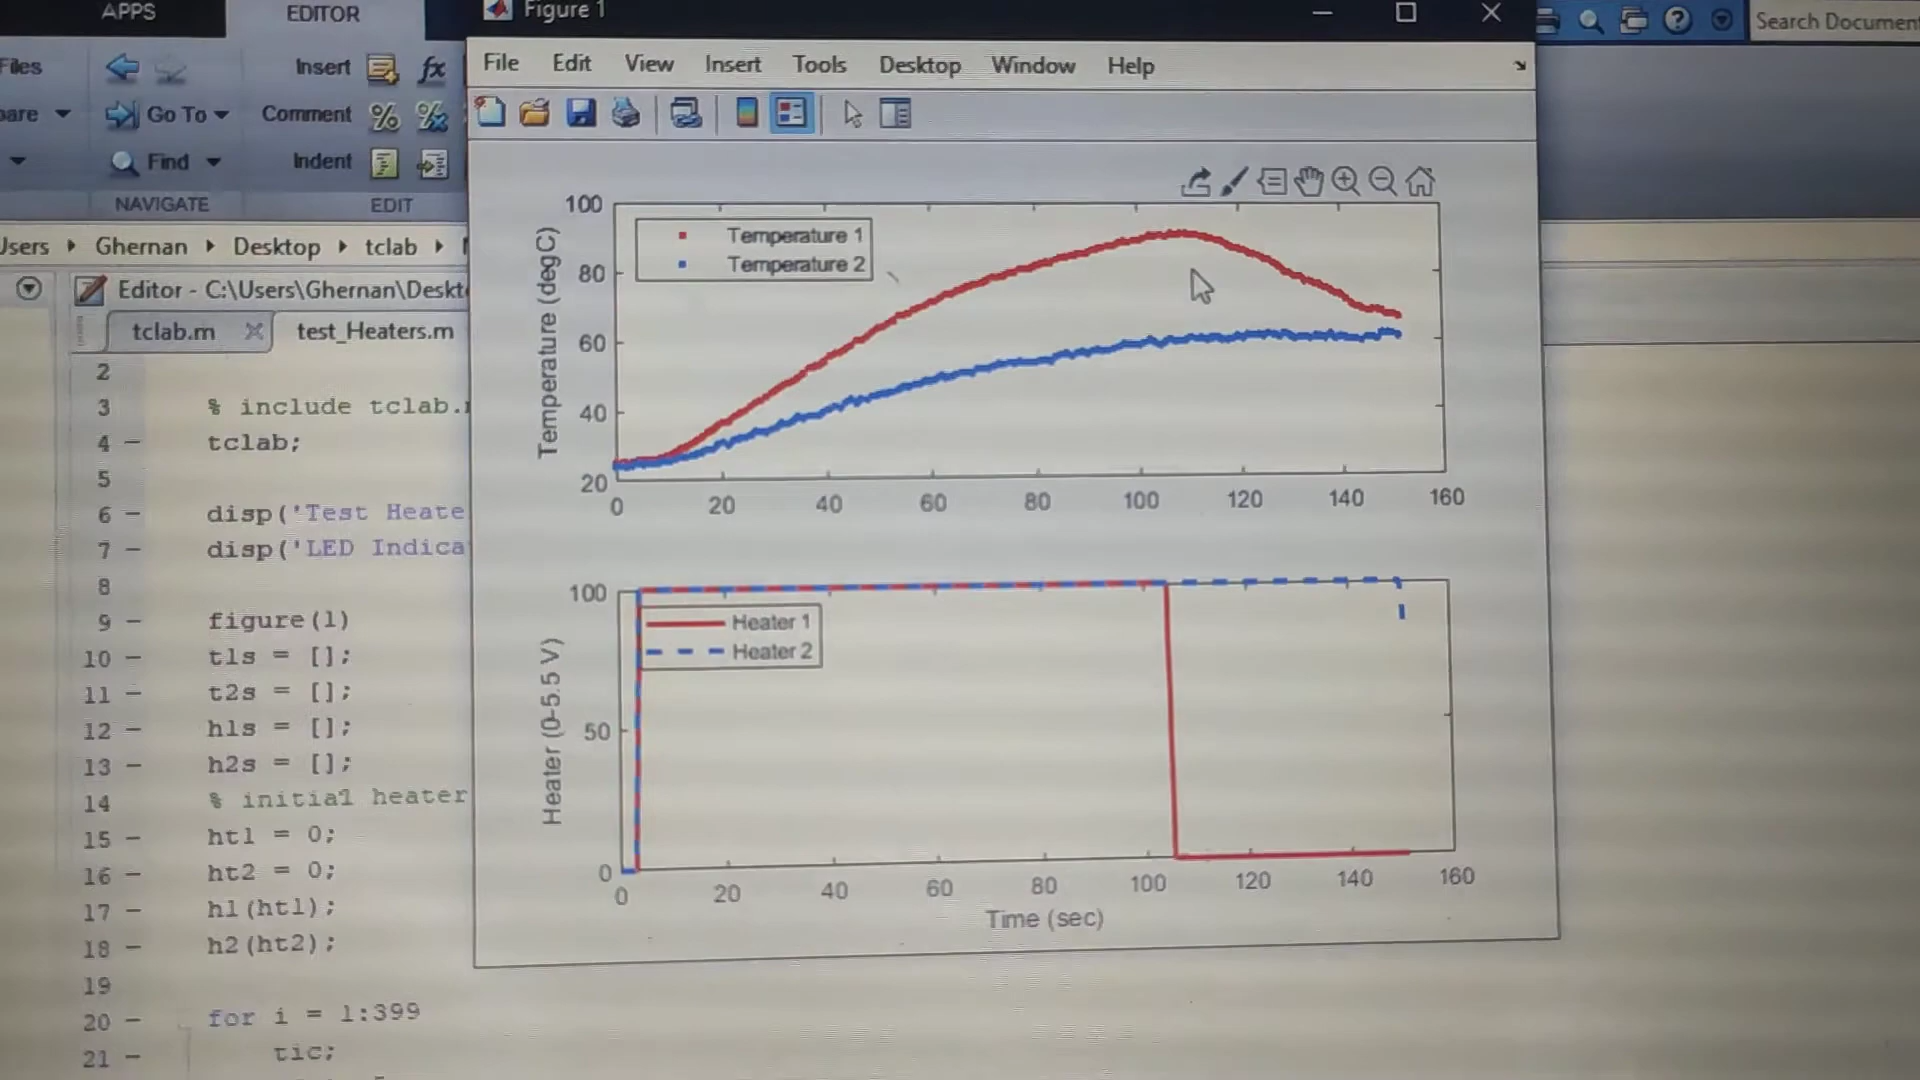 APPS
EDITOR
Figure 1
Search Documen
Files
Insert
fx
File Edit View Insert Tools Desktop Window Help
pare
Go To
Comment
Find
Indent
NAVIGATE
EDIT
Users Ghernan Desktop tclab
Editor - C:\Users\Ghernan\Deskt
tclab.m
test_Heaters.m
2
3 % include tclab.
4 - tclab;
5
6 - disp('Test Heate
7 - disp('LED Indica
8
9 - figure(1)
10 - t1s = [];
11 - t2s = [];
12 - h1s = [];
13 - h2s = [];
14 % initial heater
15 - ht1 = 0;
16 - ht2 = 0;
17 - h1(ht1);
18 - h2(ht2);
19
20 - for i = 1:399
21 - tic;
Temperature (degC)
100
80
60
40
20
Temperature 1
Temperature 2
0 20 40 60 80 100 120 140 160
Heater (0-5.5 V)
100
50
0
Heater 1
Heater 2
0 20 40 60 80 100 120 140 160
Time (sec)